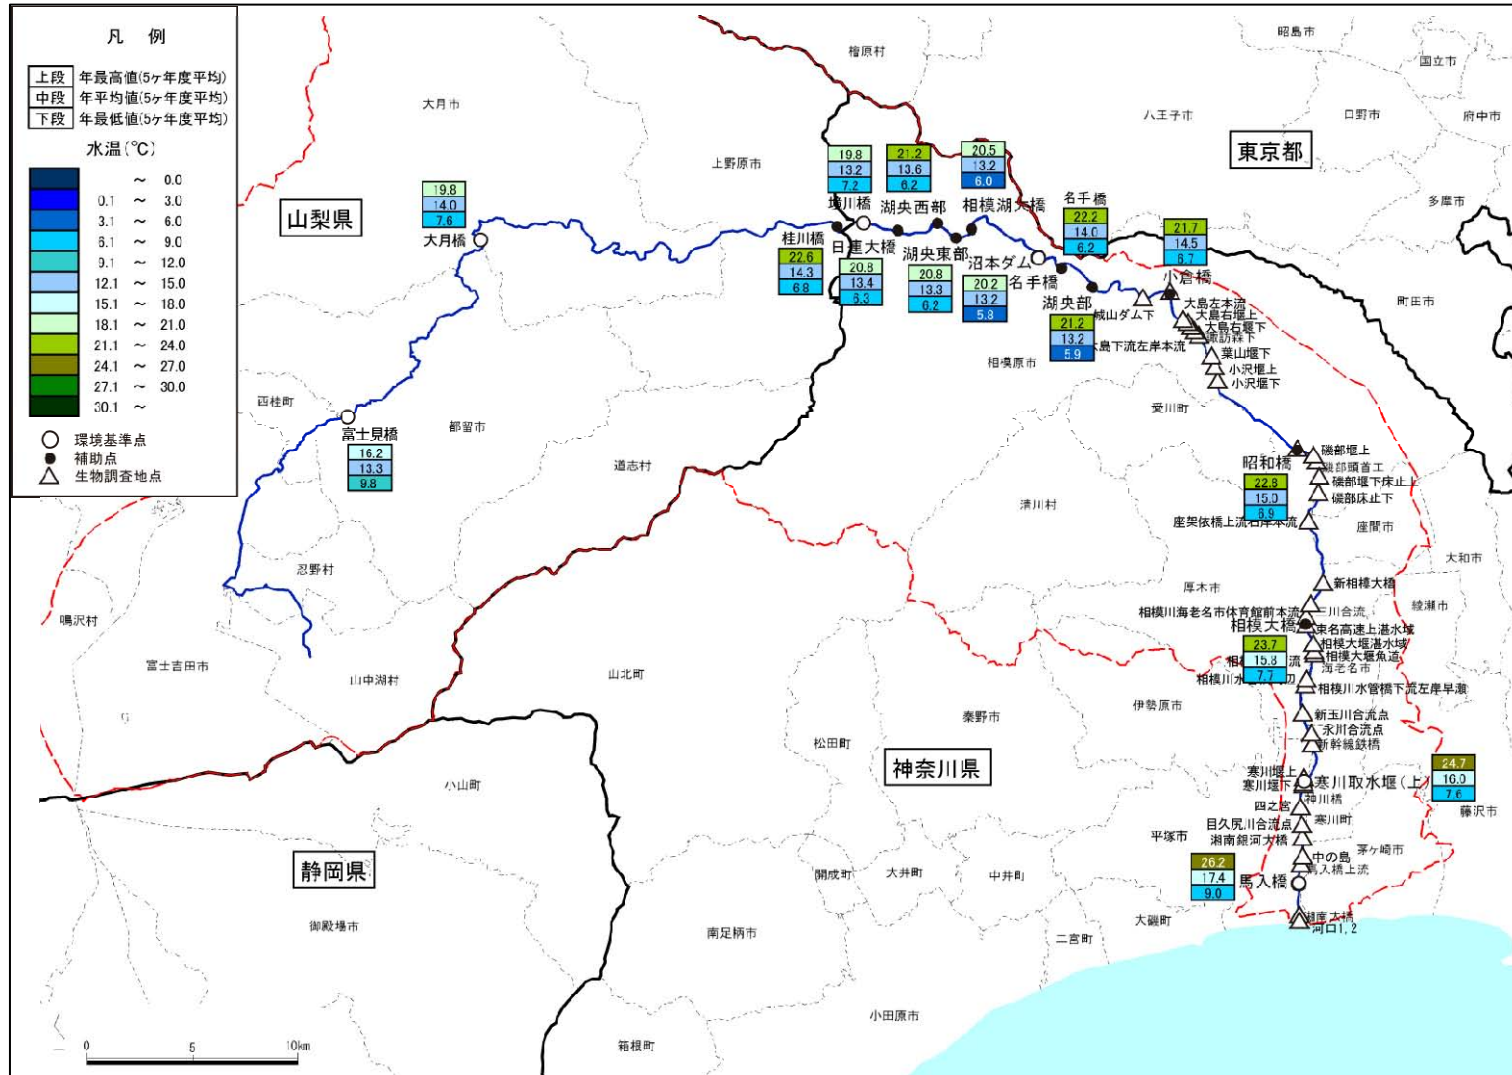 凡 例
上段 年最高値(5ヶ年度平均)
中段 年平均値(5ヶ年度平均)
下段 年最低値(5ヶ年度平均)
水温(℃)
～ 0.0
0.1 ～ 3.0
3.1 ～ 6.0
6.1 ～ 9.0
9.1 ～ 12.0
12.1 ～ 15.0
15.1 ～ 18.0
18.1 ～ 21.0
21.1 ～ 24.0
24.1 ～ 27.0
27.1 ～ 30.0
30.1 ～
環境基準点
補助点
生物調査地点
檜原村
昭島市
国立市
大月市
八王子市
日野市
府中市
東京都
上野原市
多摩市
山梨県
19.8
14.0
7.6
大月橋
19.8
13.2
7.2
境川橋
21.2
13.6
6.2
湖央西部
20.5
13.2
6.0
相模湖大橋
名手橋
22.2
14.0
6.2
21.7
14.5
6.7
小倉橋
桂川橋
22.6
14.3
6.8
日連大橋
20.8
13.4
6.3
湖央東部
20.8
13.3
6.2
沼本ダム
20.2
13.2
5.8
名手橋
湖央部
21.2
13.2
5.9
城山ダム下
大島左本流
大島右堰上
大島右堰下
諏訪森下
大島下流左岸本流
葉山堰下
小沢堰上
小沢堰下
町田市
相模原市
愛川町
西桂町
富士見橋
16.2
13.3
9.8
都留市
道志村
清川村
昭和橋
22.8
15.0
6.9
磯部堰上
磯部頭首工
磯部堰下床止上
磯部床止下
座架依橋上流右岸本流
座間市
大和市
忍野村
鳴沢村
厚木市
新相模大橋
綾瀬市
相模川海老名市体育館前本流
三川合流
相模大橋
東名高速上湛水域
23.7
15.8
7.7
相模大堰湛水域
相模大堰魚道
海老名市
相模川水管橋下流左岸早瀬
富士吉田市
山中湖村
山北町
伊勢原市
秦野市
松田町
新玉川合流点
永川合流点
新幹線鉄橋
神奈川県
小山町
24.7
16.0
7.6
寒川堰上
寒川堰下
寒川取水堰(上)
神川橋
四之宮
寒川町
藤沢市
目久尻川合流点
湘南銀河大橋
平塚市
茅ヶ崎市
静岡県
開成町
大井町
中井町
中の島
馬入橋上流
26.2
17.4
9.0
馬入橋
湘南大橋
河口1,2
大磯町
二宮町
御殿場市
南足柄市
小田原市
箱根町
0 5 10km